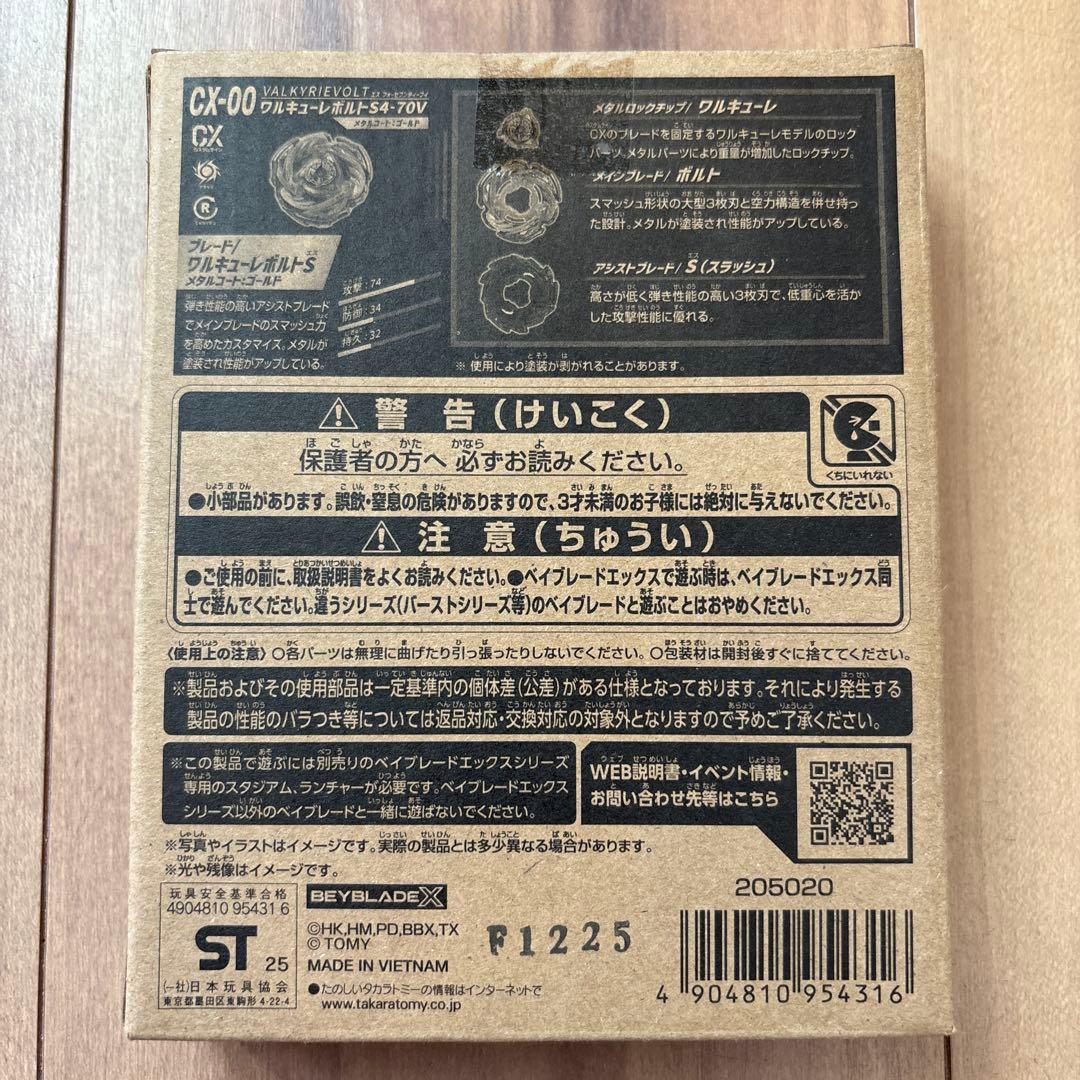 CX-00 VALKYRIEVOLT エス フォーセブンティーブイ
ワルキューレボルトS4-70V
メタルコート:ゴールド
CX
アタック
R
ブレード/
ワルキューレボルトS
メタルコート:ゴールド
弾き性能の高いアシストブレード
でメインブレードのスマッシュ力
を高めたカスタマイズ。メタルが
塗装され性能がアップしている。
攻撃:74
防御:34
持久:32
メタルロックチップ/ ワルキューレ
CXのブレードを固定するワルキューレモデルのロック
パーツ。メタルパーツにより重量が増加したロックチップ。
メインブレード/ ボルト
スマッシュ形状の大型3枚刃と空力構造を併せ持っ
た設計。メタルが塗装され性能がアップしている。
アシストブレード/ S(スラッシュ)
高さが低く弾き性能の高い3枚刃で、低重心を活か
した攻撃性能に優れる。
※ 使用により塗装が剥がれることがあります。
⚠ 警告(けいこく)
保護者の方へ 必ずお読みください。
●小部品があります。誤飲・窒息の危険がありますので、3才未満のお子様には絶対に与えないでください。
くちにいれない
⚠ 注意(ちゅうい)
●ご使用の前に、取扱説明書をよくお読みください。●ベイブレードエックスで遊ぶ時は、ベイブレードエックス同
士で遊んでください。違うシリーズ(バーストシリーズ等)のベイブレードと遊ぶことはおやめください。
〈使用上の注意〉○各パーツは無理に曲げたり引っ張ったりしないでください。○包装材は開封後すぐに捨ててください。
※製品およびその使用部品は一定基準内の個体差(公差)がある仕様となっております。それにより発生する
製品の性能のバラつき等については返品対応・交換対応の対象外となりますので予めご了承ください。
※この製品で遊ぶには別売りのベイブレードエックスシリーズ
専用のスタジアム、ランチャーが必要です。ベイブレードエックス
シリーズ以外のベイブレードと一緒に遊ばないでください。
WEB説明書・イベント情報・
お問い合わせ先等はこちら
※写真やイラストはイメージです。実際の製品とは多少異なる場合があります。
※光や残像はイメージです。
玩具安全基準合格
4904810 95431 6
ST 25
(一社)日本玩具協会
東京都墨田区東駒形 4-22-4
BEYBLADE X
©HK,HM,PD,BBX,TX
© TOMY
MADE IN VIETNAM
●たのしいタカラトミーの情報はインターネットで
www.takaratomy.co.jp
F1225
205020
4 904810 954316